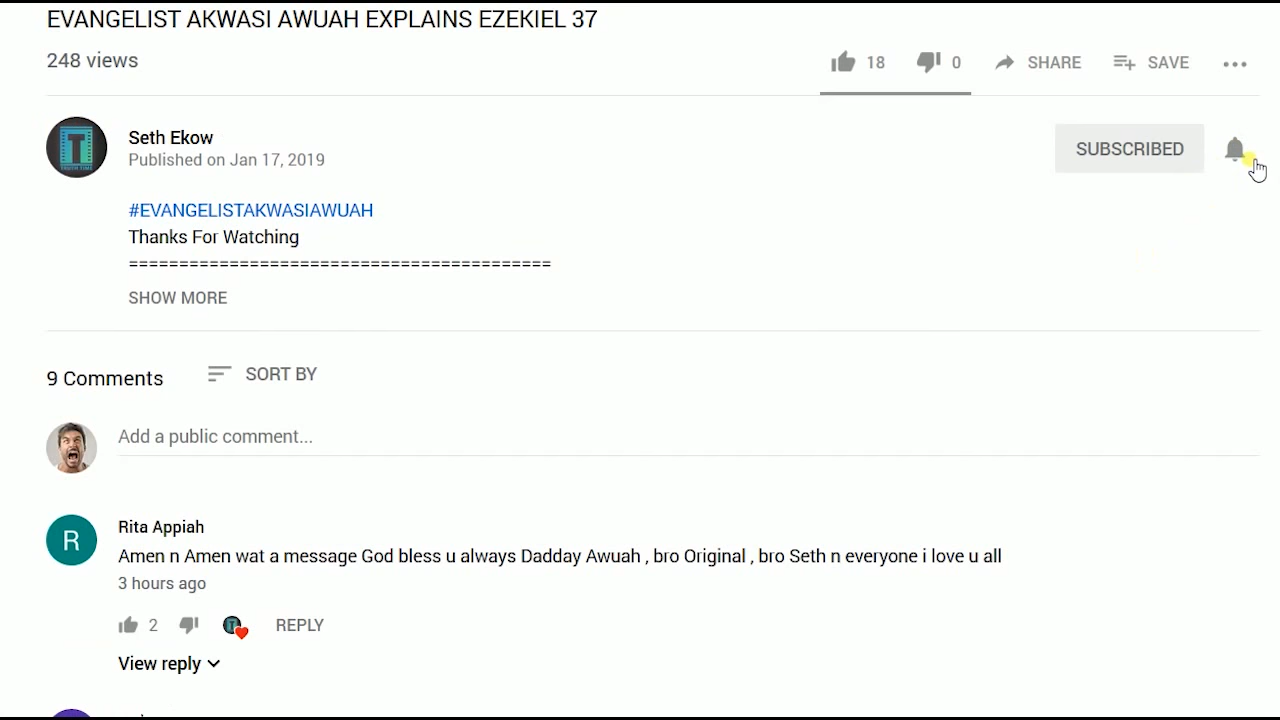 EVANGELIST AKWASI AWUAH EXPLAINS EZEKIEL 37
248 views
18 0 SHARE SAVE
Seth Ekow
Published on Jan 17, 2019
SUBSCRIBED
#EVANGELISTAKWASIAWUAH
Thanks For Watching
==========================================
SHOW MORE
9 Comments SORT BY
Add a public comment...
R
Rita Appiah
Amen n Amen wat a message God bless u always Dadday Awuah , bro Original , bro Seth n everyone i love u all
3 hours ago
2 REPLY
View reply